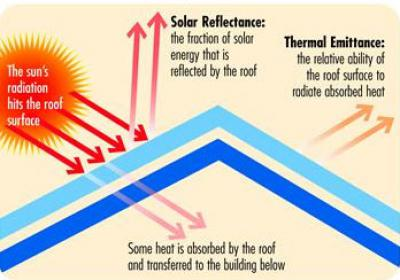 Solar Reflectance:
the fraction of solar
energy that is
reflected by the roof
Thermal Emittance:
the relative ability of
the roof surface to
radiate absorbed heat
The sun's
radiation
hits the roof
surface
Some heat is absorbed by the roof
and transferred to the building below